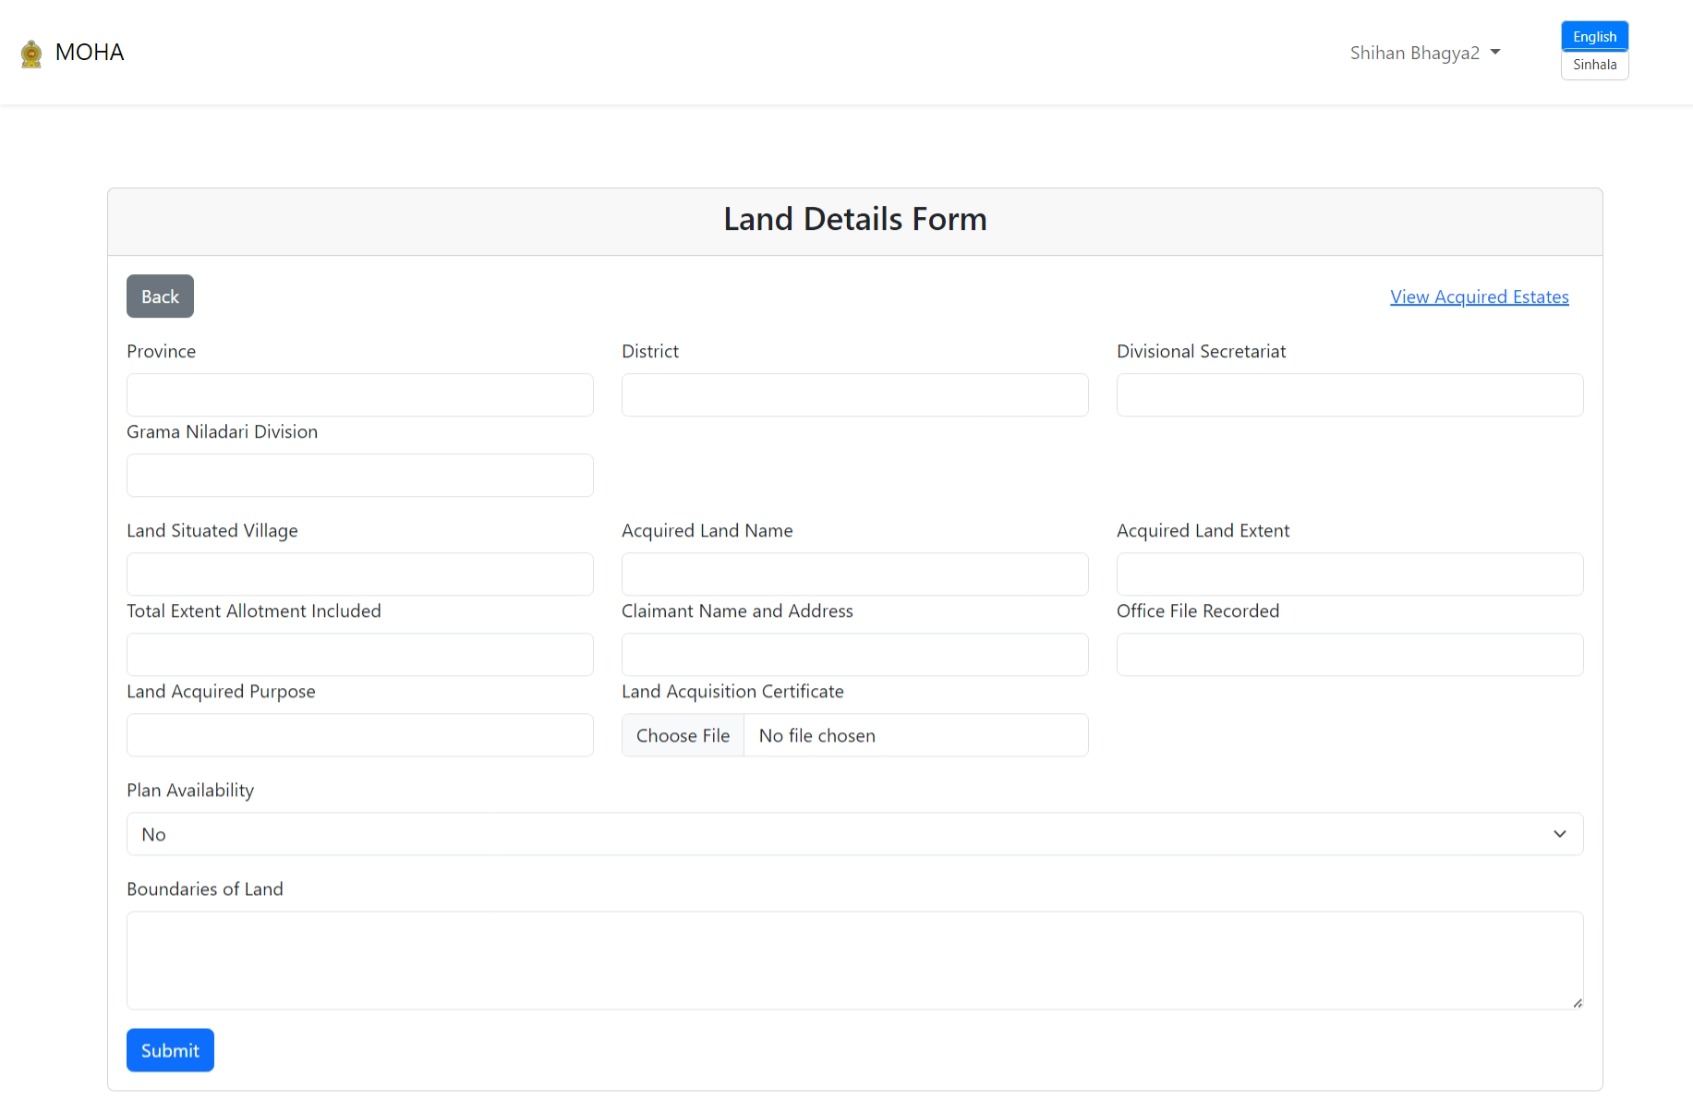 MOHA
Shihan Bhagya2
English
Sinhala
Land Details Form
Back
View Acquired Estates
Province
District
Divisional Secretariat
Grama Niladari Division
Land Situated Village
Acquired Land Name
Acquired Land Extent
Total Extent Allotment Included
Claimant Name and Address
Office File Recorded
Land Acquired Purpose
Land Acquisition Certificate
Choose File No file chosen
Plan Availability
No
Boundaries of Land
Submit